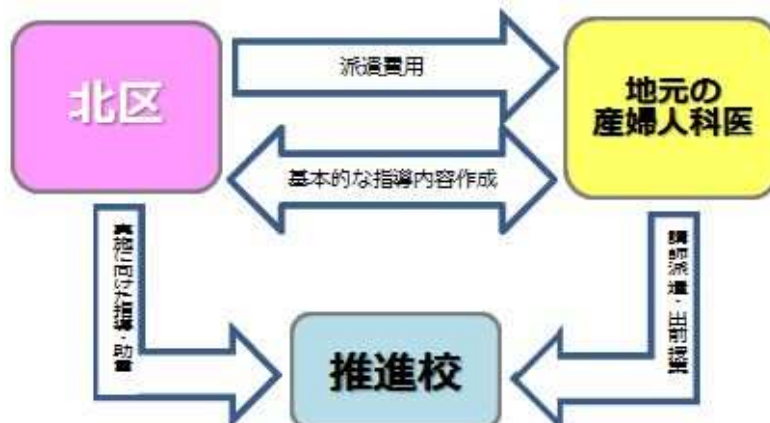 北区
派遣費用
地元の
産婦人科医
基本的な指導内容作成
実施に向けた指導・助言
講師派遣・出前授業
推進校